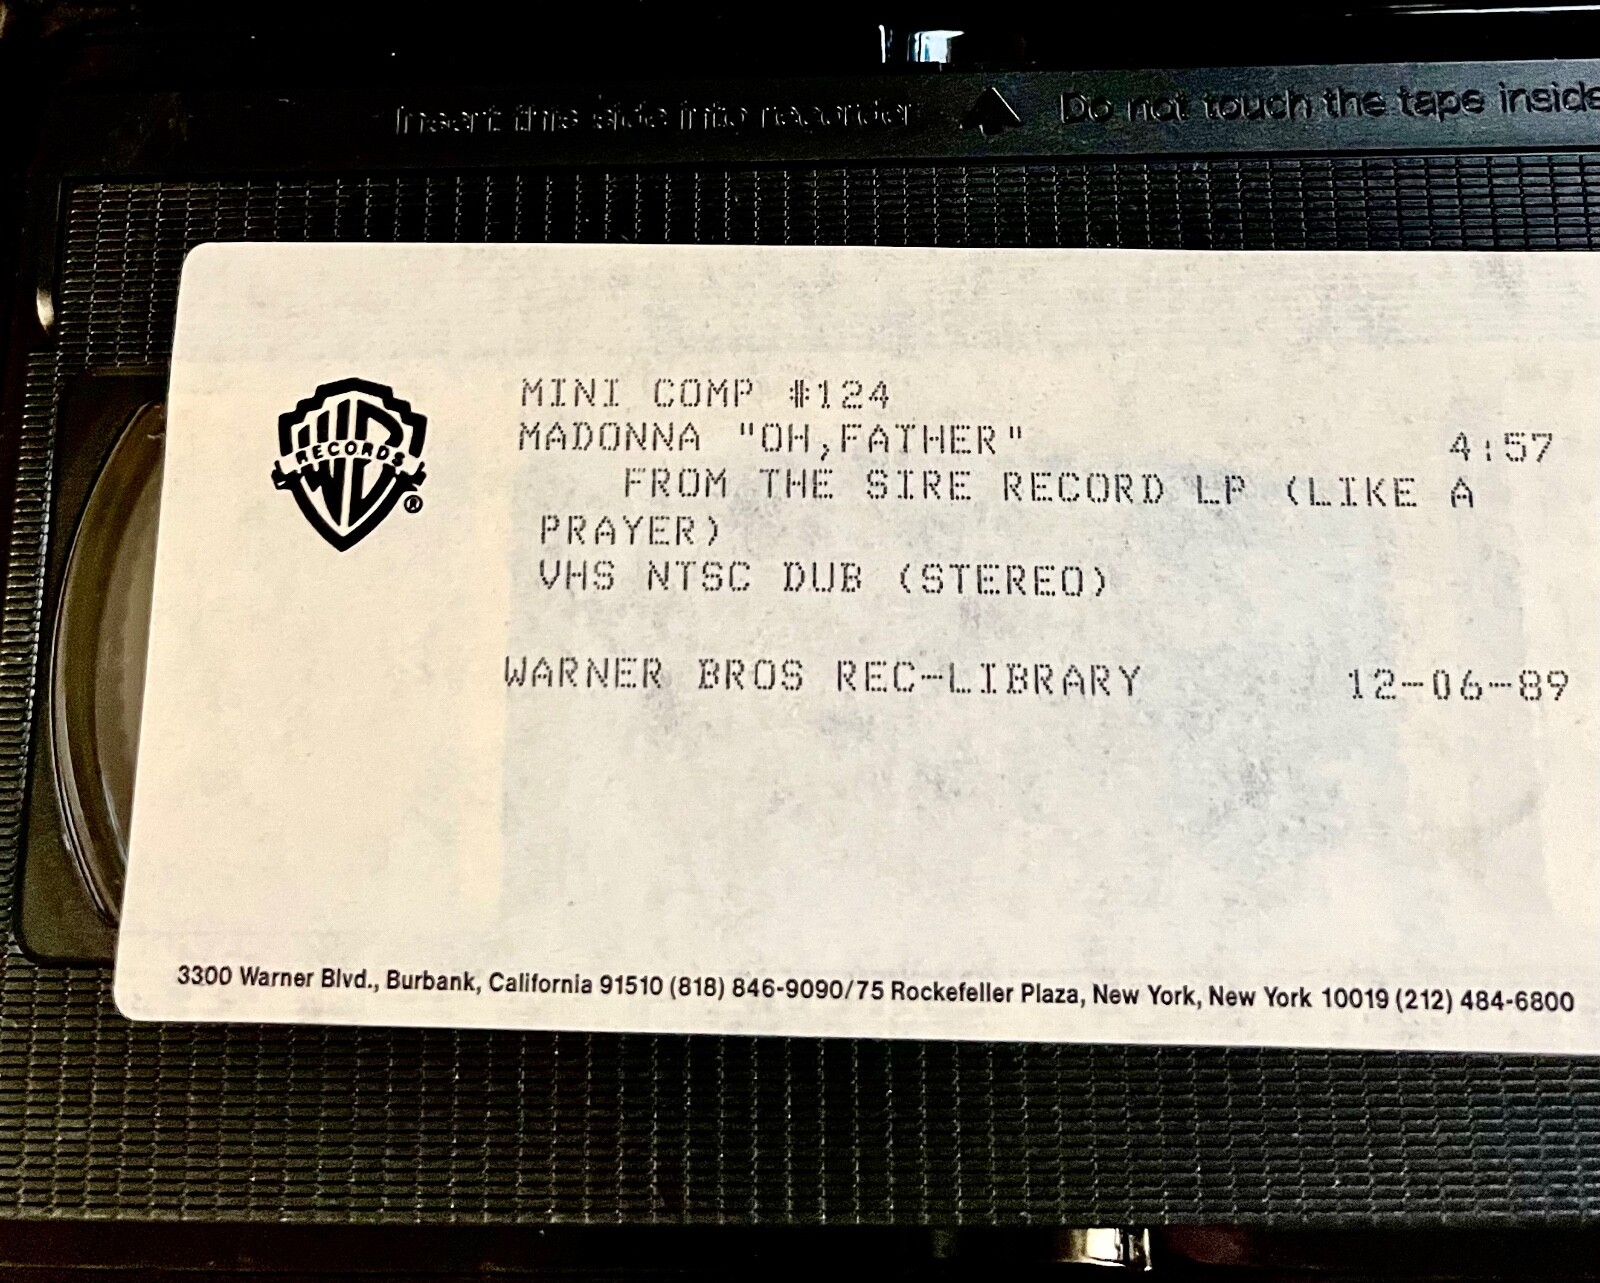 Insert this side into recorder Do not touch the tape inside
MINI COMP #124
MADONNA "OH,FATHER" 4:57
FROM THE SIRE RECORD LP (LIKE A
PRAYER)
VHS NTSC DUB (STEREO)
WARNER BROS REC-LIBRARY 12-06-89
WB
RECORDS
®
3300 Warner Blvd., Burbank, California 91510 (818) 846-9090/75 Rockefeller Plaza, New York, New York 10019 (212) 484-6800